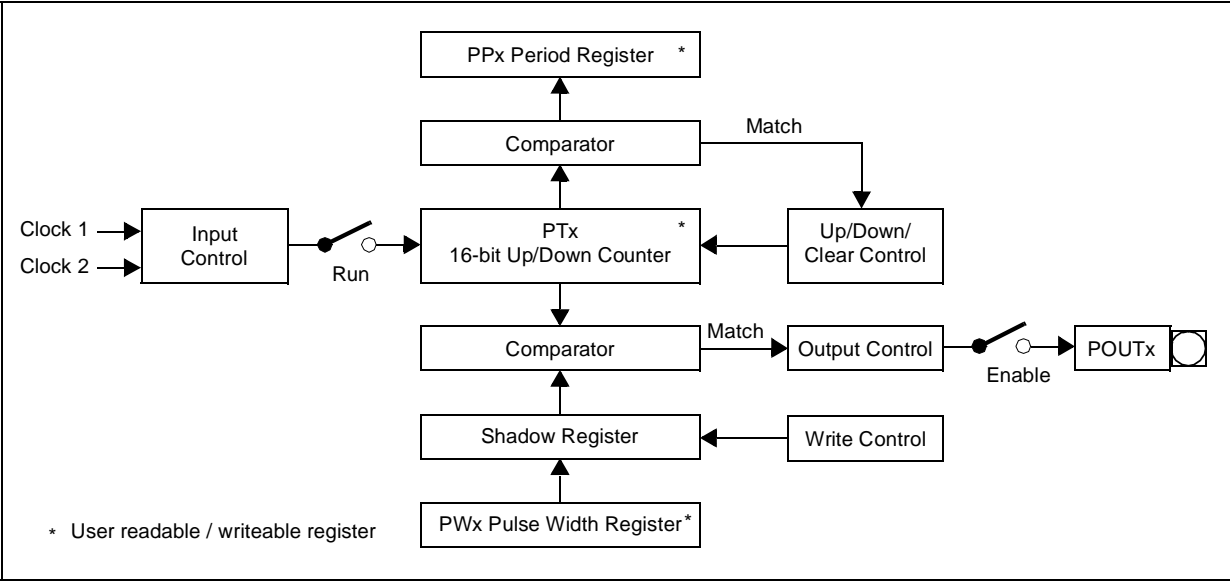 PPx Period Register *
Comparator
Match
Clock 1
Clock 2
Input
Control
Run
PTx *
16-bit Up/Down Counter
Up/Down/
Clear Control
Comparator
Match
Output Control
Enable
POUTx
Shadow Register
Write Control
PWx Pulse Width Register*
* User readable / writeable register